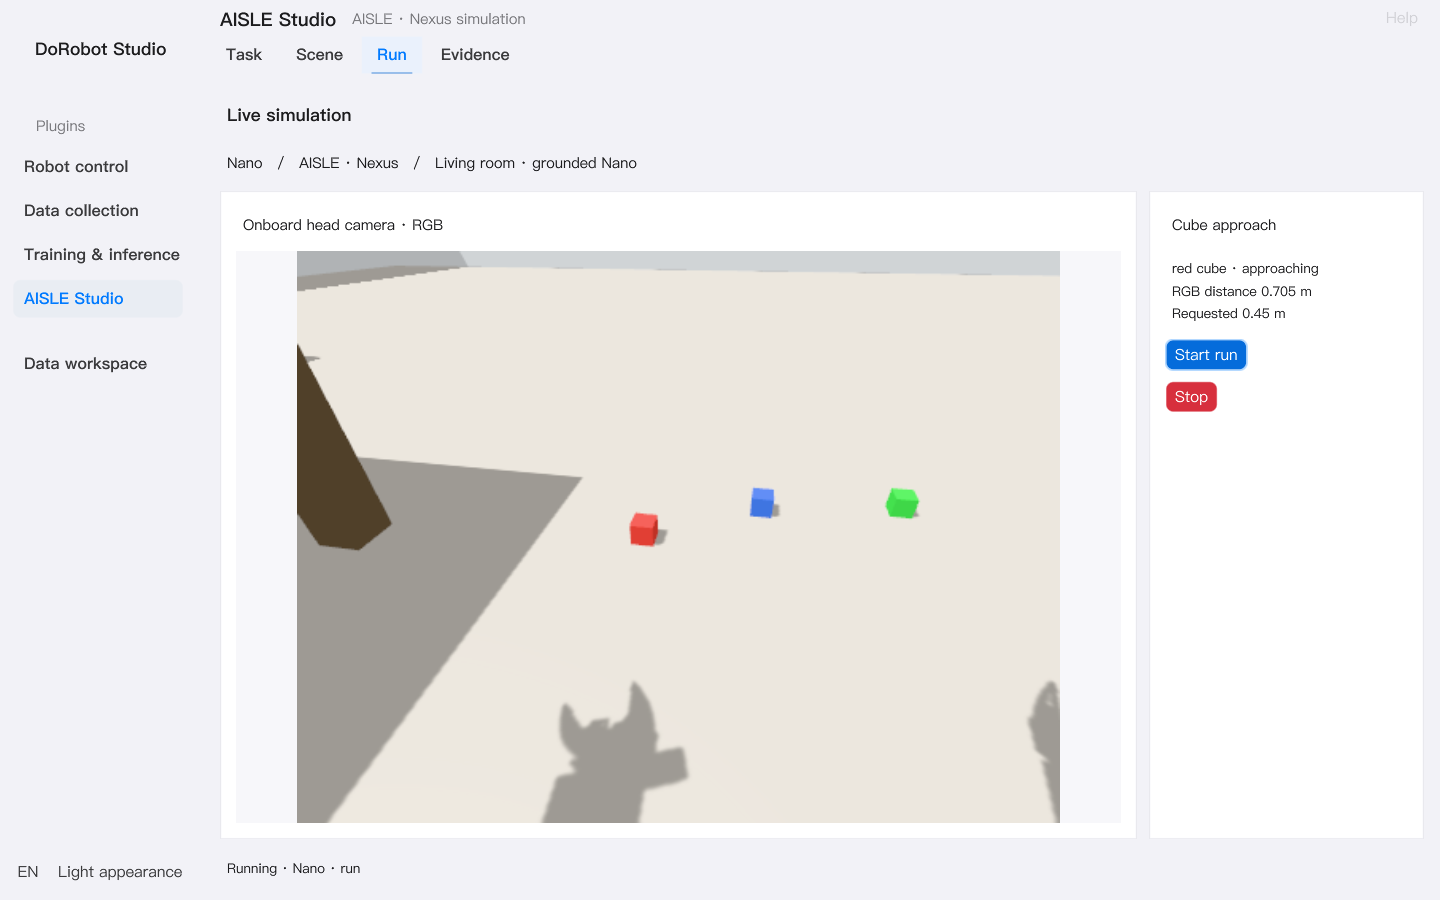 DoRobot Studio
Plugins
Robot control
Data collection
Training & inference
AISLE Studio
Data workspace
EN Light appearance
AISLE Studio AISLE · Nexus simulation
Help
Task Scene Run Evidence
Live simulation
Nano / AISLE · Nexus / Living room · grounded Nano
Onboard head camera · RGB
Cube approach
red cube · approaching
RGB distance 0.705 m
Requested 0.45 m
Start run
Stop
Running · Nano · run